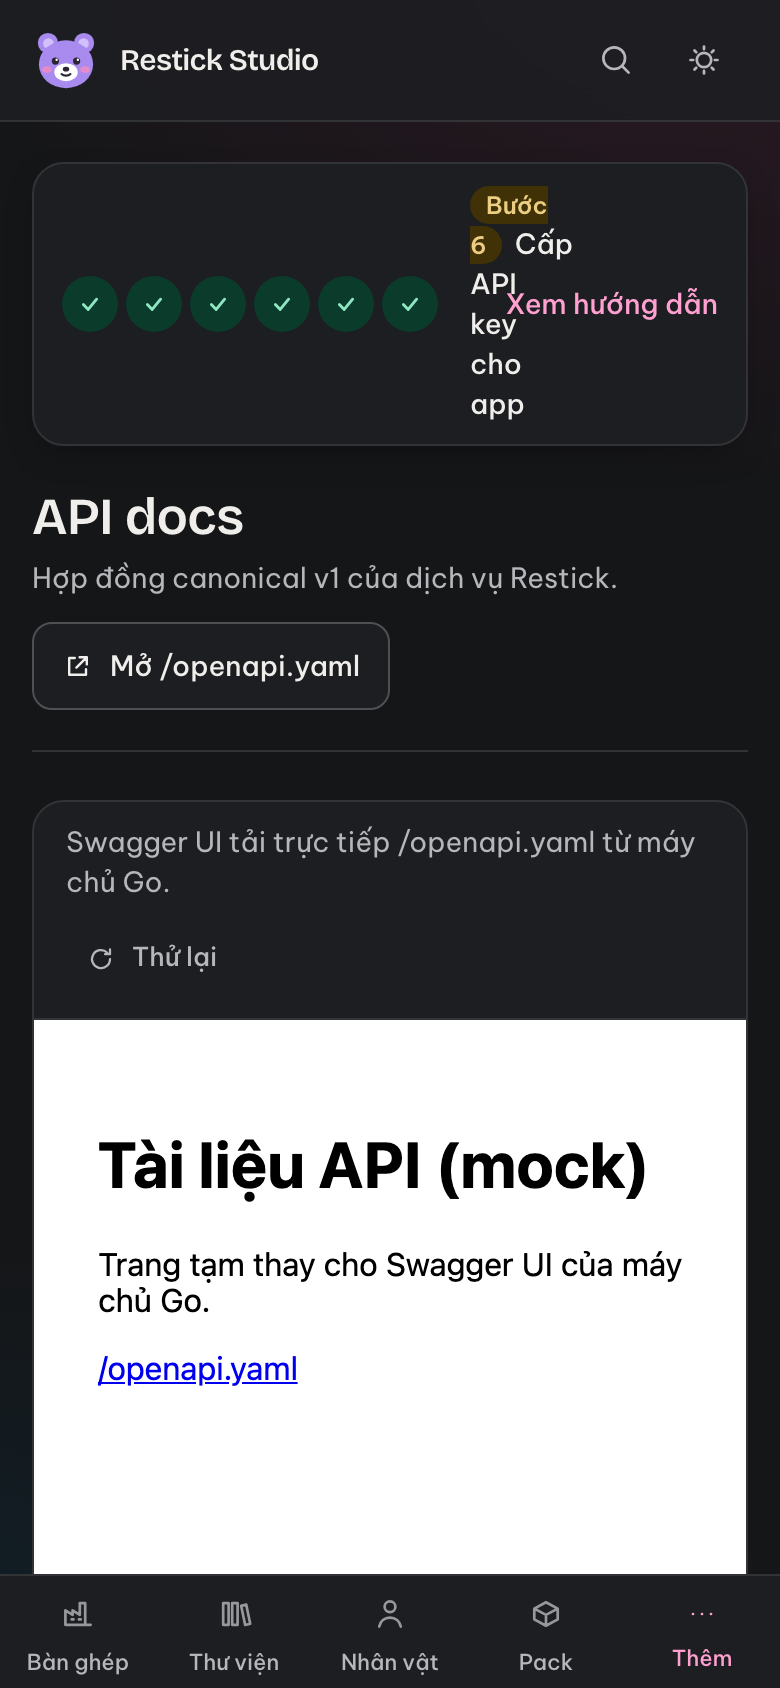 Restick Studio
Bước
6 Cấp
API
key
cho
app
Xem hướng dẫn
API docs
Hợp đồng canonical v1 của dịch vụ Restick.
Mở /openapi.yaml
Swagger UI tải trực tiếp /openapi.yaml từ máy
chủ Go.
Thử lại
Tài liệu API (mock)
Trang tạm thay cho Swagger UI của máy
chủ Go.
/openapi.yaml
Bàn ghép
Thư viện
Nhân vật
Pack
Thêm